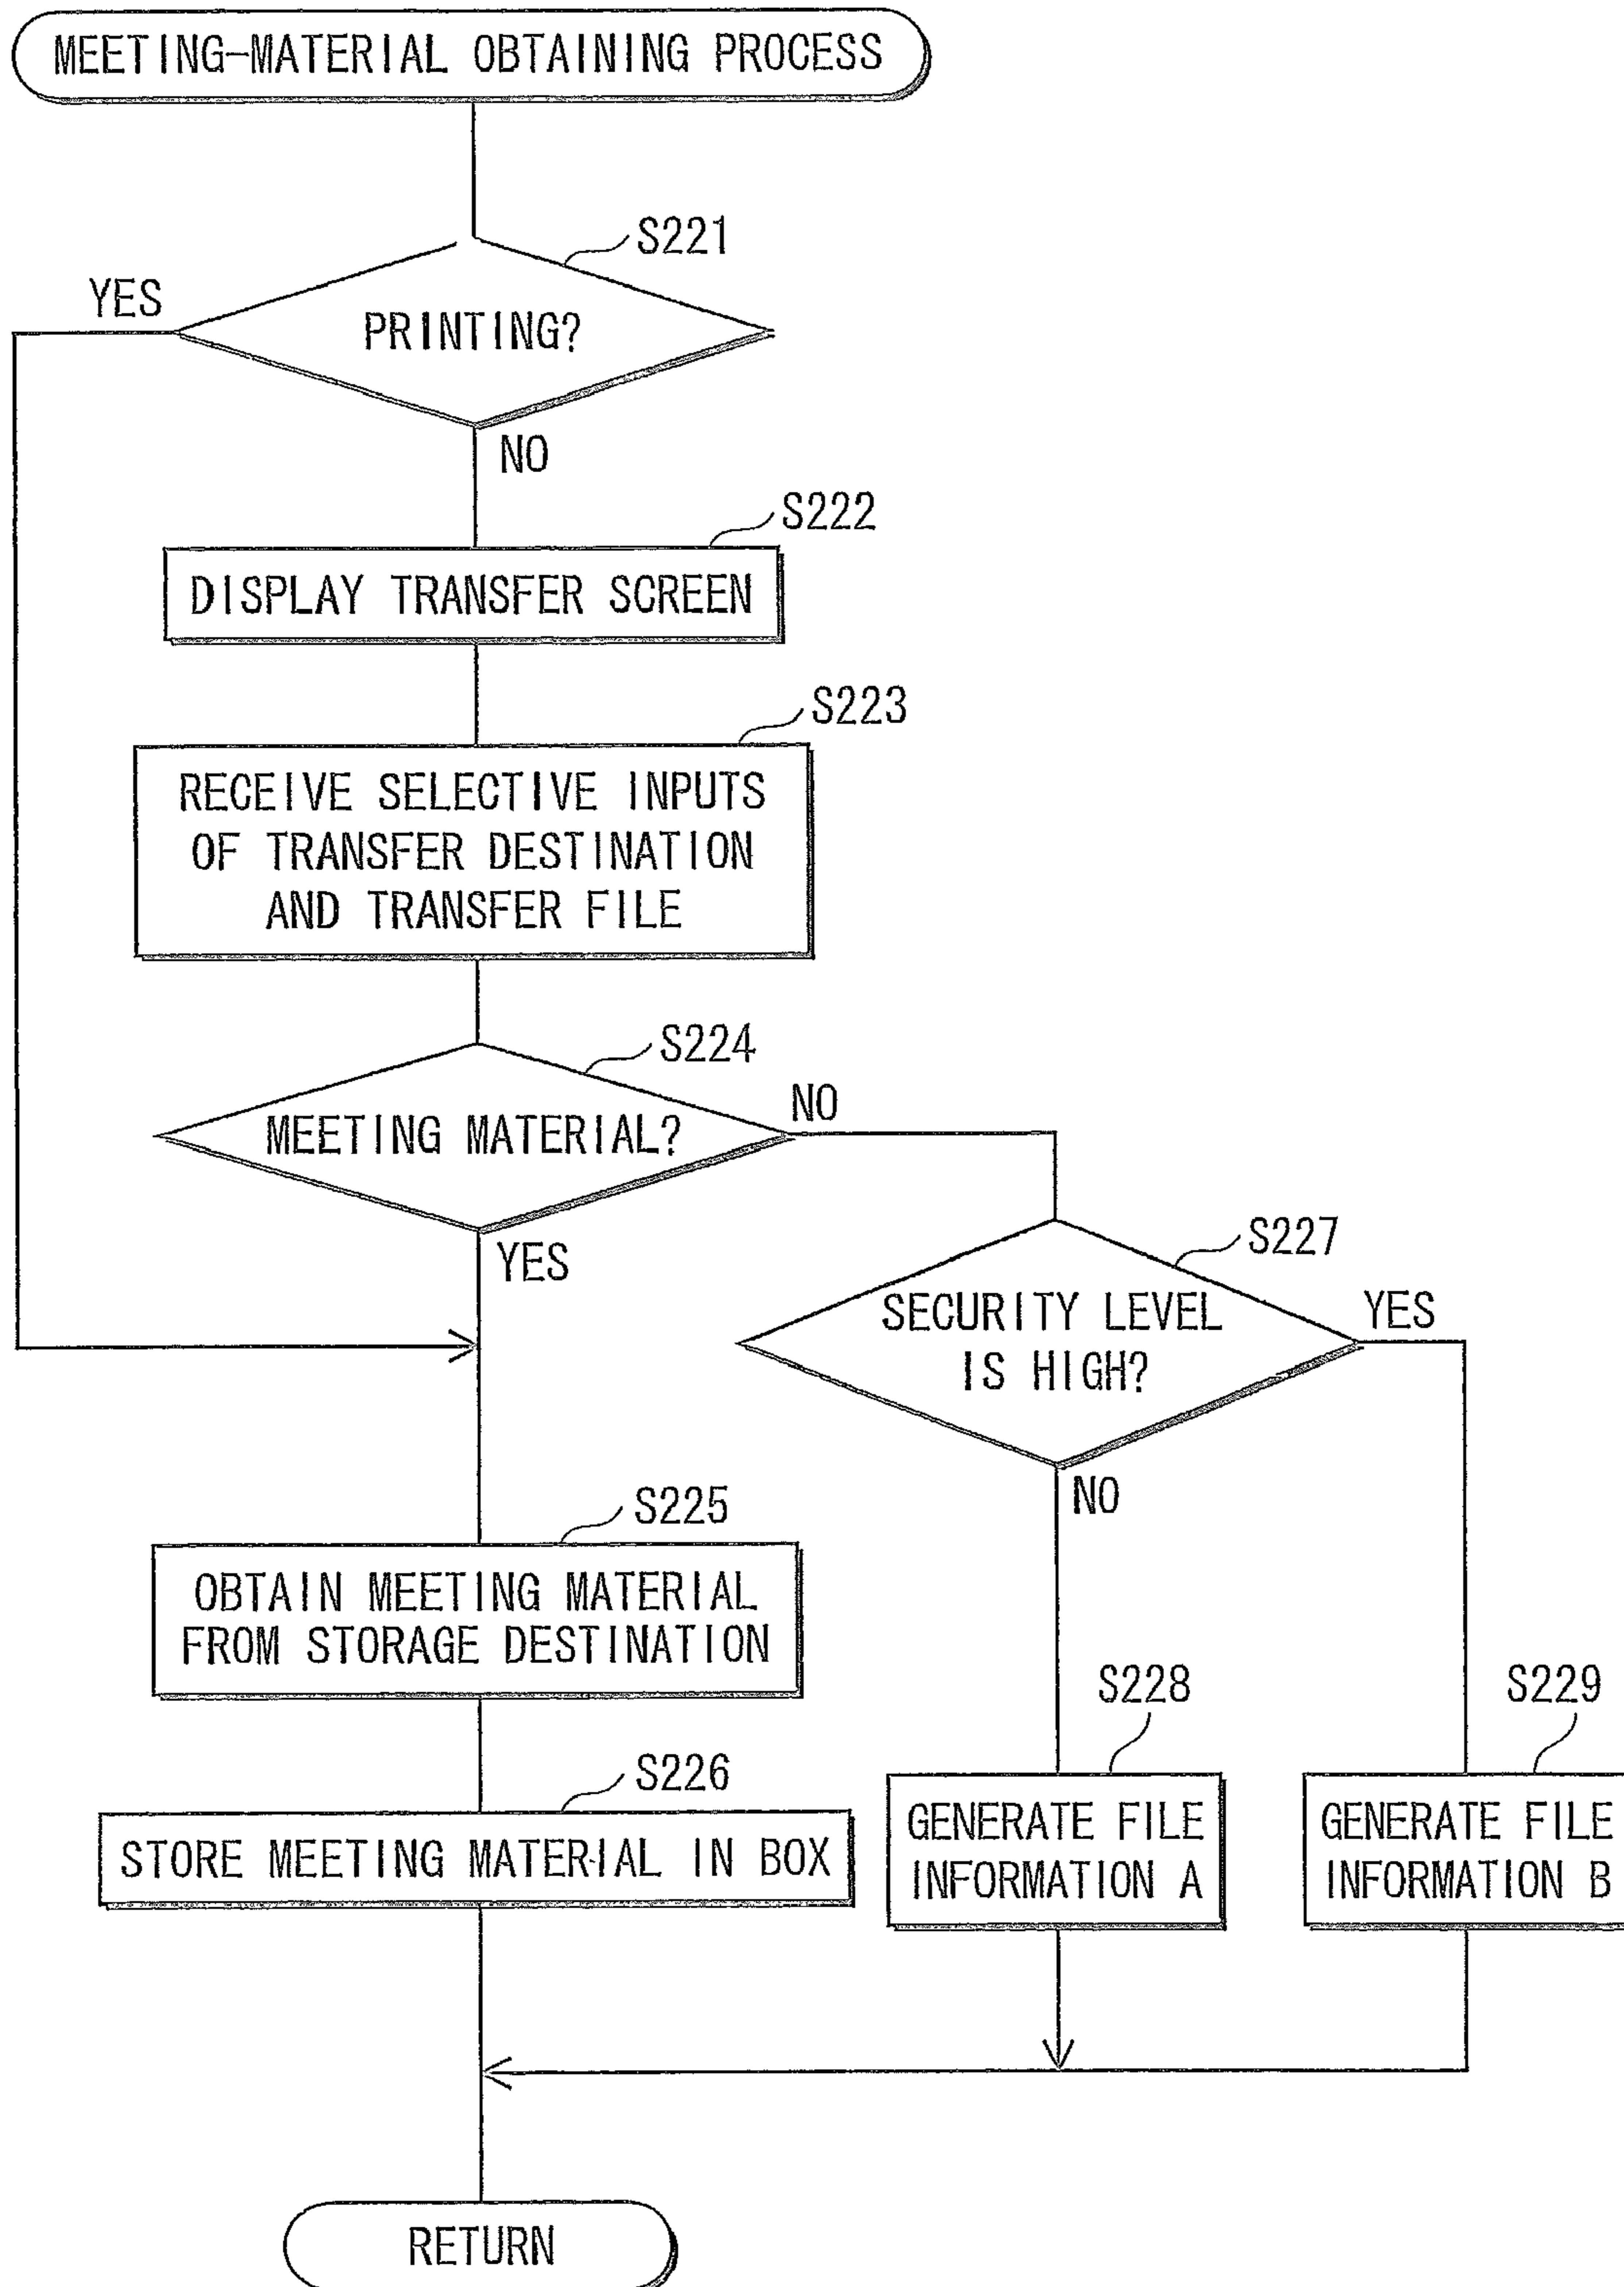 MEETING-MATERIAL OBTAINING PROCESS
S221
YES
PRINTING?
NO
S222
DISPLAY TRANSFER SCREEN
S223
RECEIVE SELECTIVE INPUTS
OF TRANSFER DESTINATION
AND TRANSFER FILE
S224
NO
MEETING MATERIAL?
YES
S227
SECURITY LEVEL
IS HIGH?
YES
NO
S225
OBTAIN MEETING MATERIAL
FROM STORAGE DESTINATION
S228
GENERATE FILE
INFORMATION A
S229
GENERATE FILE
INFORMATION B
S226
STORE MEETING MATERIAL IN BOX
RETURN